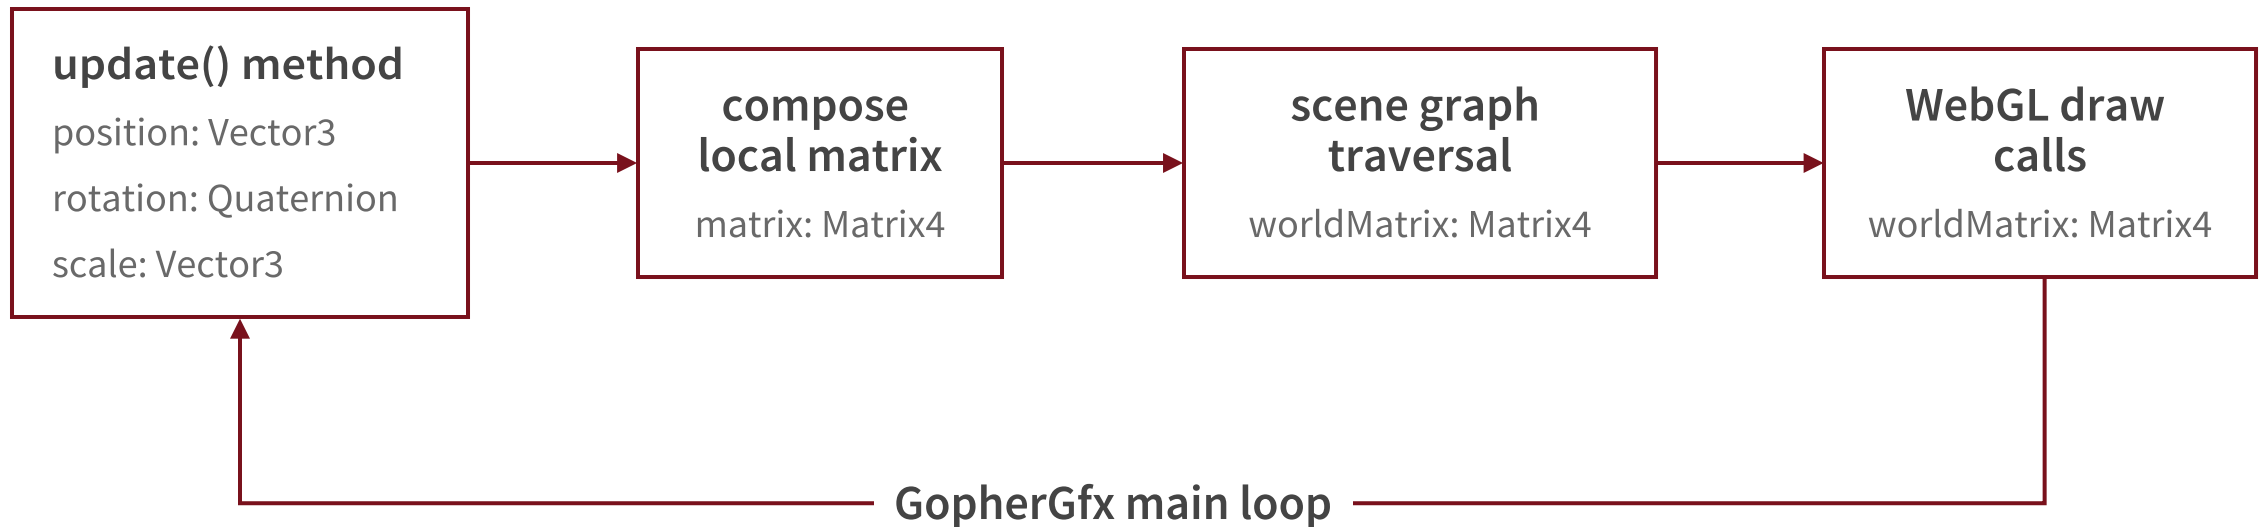 update() method
position: Vector3
rotation: Quaternion
scale: Vector3
compose
local matrix
matrix: Matrix4
scene graph
traversal
worldMatrix: Matrix4
WebGL draw
calls
worldMatrix: Matrix4
GopherGfx main loop